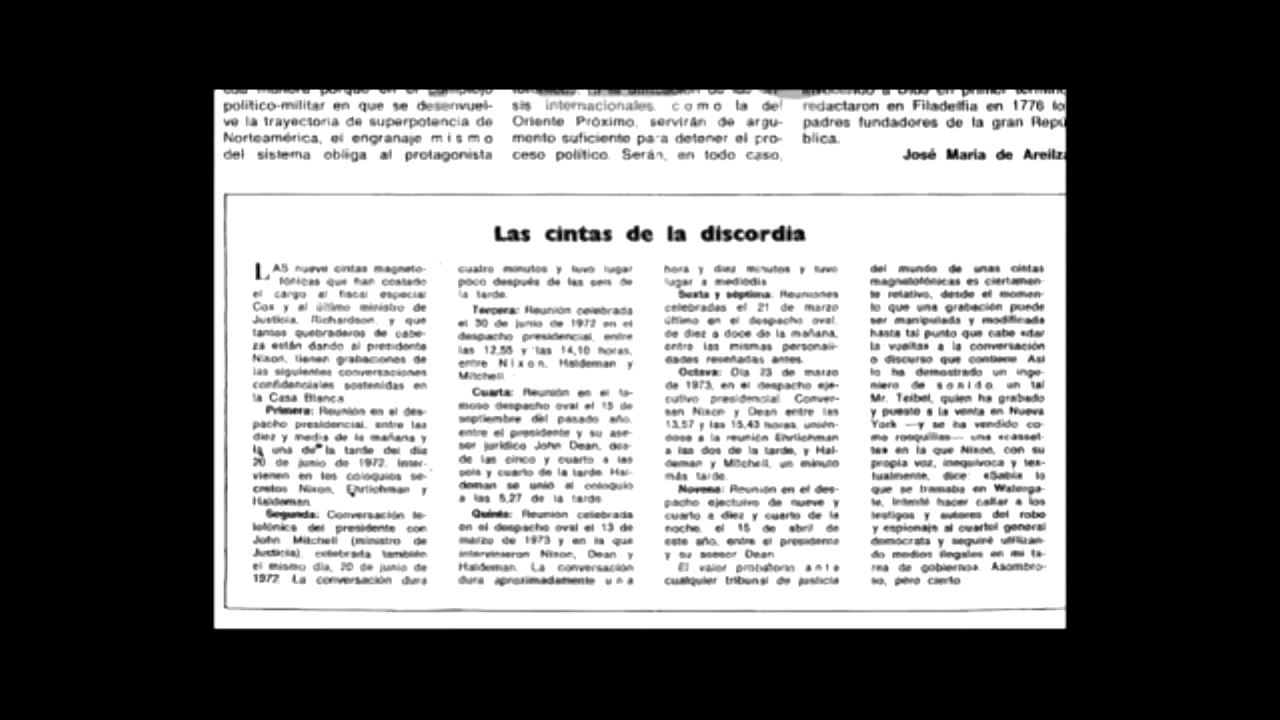 político-militar en que se desenvuel-
ve la trayectoria de superpotencia de
Norteamérica, el engranaje mismo
del sistema obliga al protagonista
sis internacionales, como la del
Oriente Próximo, servirán de argu-
mento suficiente para detener el pro-
ceso político. Serán, en todo caso,
redactaron en Filadelfia en 1776 lo
padres fundadores de la gran Repú
blica.
José María de Areilz
Las cintas de la discordia
LAS nueve cintas magneto-
fónicas que han costado
el cargo al fiscal especial
Cox y al último ministro de
Justicia, Richardson, y que
tantos quebraderos de cabe-
za están dando al presidente
Nixon, tienen grabaciones de
las siguientes conversaciones
confidenciales sostenidas en
la Casa Blanca
Primera: Reunión en el des-
pacho presidencial, entre las
diez y media de la mañana y
la una de la tarde del día
20 de junio de 1972. Inter-
vienen en los coloquios se-
cretos Nixon, Ehrlichman y
Haldeman.
Segunda: Conversación te-
lefónica del presidente con
John Mitchell (ministro de
Justicia), celebrada también
el mismo día, 20 de junio de
1972. La conversación dura
cuatro minutos y tuvo lugar
poco después de las seis de
la tarde.
Tercera: Reunión celebrada
el 30 de junio de 1972 en el
despacho presidencial, entre
las 12,55 y las 14,10 horas,
entre Nixon, Haldeman y
Mitchell.
Cuarta: Reunión en el fa-
moso despacho oval el 15 de
septiembre del pasado año,
entre el presidente y su ase-
sor jurídico John Dean, des-
de las cinco y cuarto a las
seis y cuarto de la tarde. Hal-
deman se unió al coloquio
a las 5,27 de la tarde.
Quinta: Reunión celebrada
en el despacho oval el 13 de
marzo de 1973 y en la que
intervinieron Nixon, Dean y
Haldeman. La conversación
dura aproximadamente una
hora y diez minutos y tuvo
lugar a mediodía
Sexta y séptima: Reuniones
celebradas el 21 de marzo
último en el despacho oval,
de diez a doce de la mañana,
entre las mismas personali-
dades reseñadas antes.
Octava: Día 23 de marzo
de 1973, en el despacho eje-
cutivo presidencial. Conver-
san Nixon y Dean entre las
13,57 y las 15,43 horas, unién-
dose a la reunión Ehrlichman
a las dos de la tarde, y Hal-
deman y Mitchell, un minuto
más tarde.
Novena: Reunión en el des-
pacho ejecutivo de nueve y
cuarto a diez y cuarto de la
noche, el 15 de abril de
este año, entre el presidente
y su asesor Dean
El valor probatorio ante
cualquier tribunal de justicia
del mundo de unas cintas
magnetofónicas es ciertamen-
te relativo, desde el momen-
to que una grabación puede
ser manipulada y modificada
hasta tal punto que cabe «dar
la vuelta» a la conversación
o discurso que contiene Así
lo ha demostrado un inge-
niero de sonido, un tal
Mr. Teibel, quien ha grabado
y puesto a la venta en Nueva
York —y se ha vendido co-
mo rosquillas— una «casset-
te» en la que Nixon, con su
propia voz, inequívoca y tex-
tualmente, dice: «Sabía lo
que se tramaba en Waterga-
te, intenté hacer callar a los
testigos y autores del robo
y espionaje al cuartel general
demócrata y seguiré utilizan-
do medios ilegales en mi ta-
rea de gobierno». Asombro-
so, pero cierto